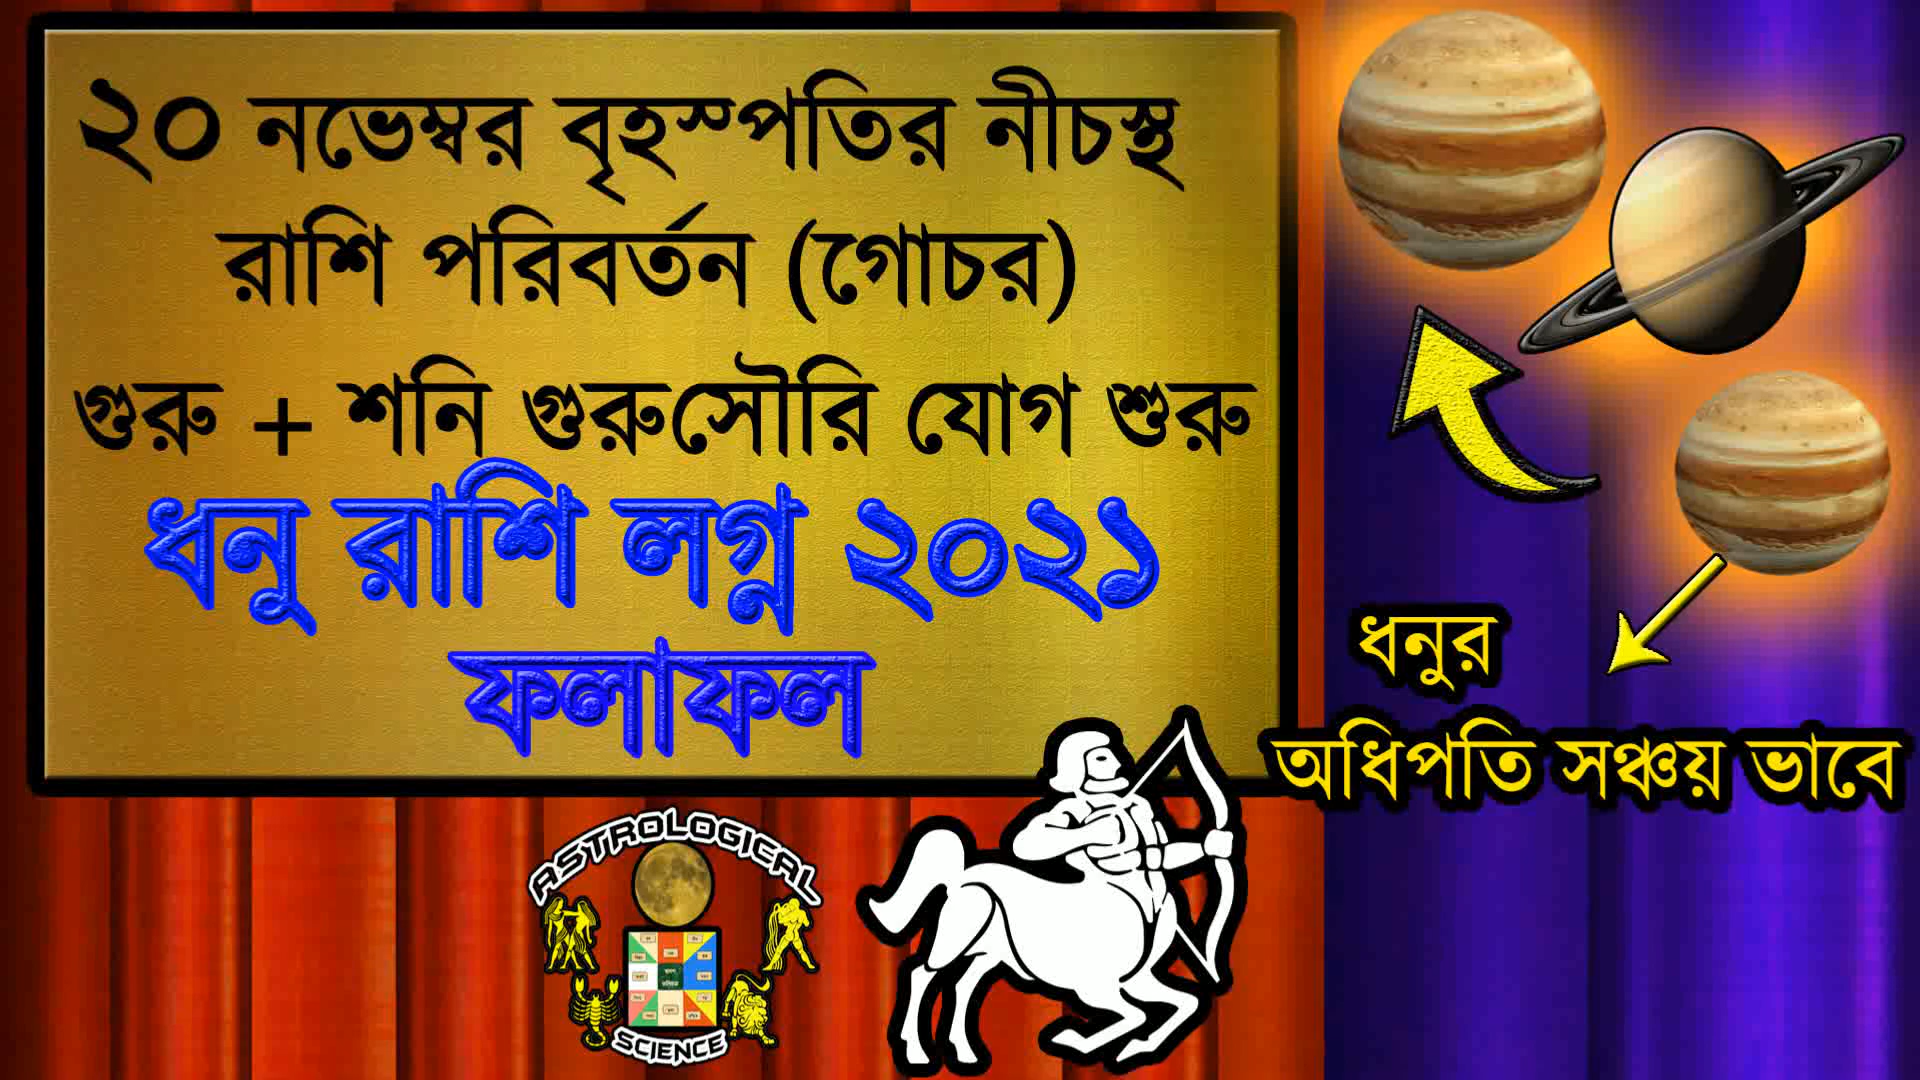 ২০ নভেম্বর বৃহস্পতির নীচস্থ
রাশি পরিবর্তন (গোচর)
গুরু + শনি গুরুসৌরি যোগ শুরু
ধনু রাশি লগ্ন ২০২১
ফলাফল
ধনুর
অধিপতি সঞ্চয় ভাবে
ASTROLOGICAL
SCIENCE